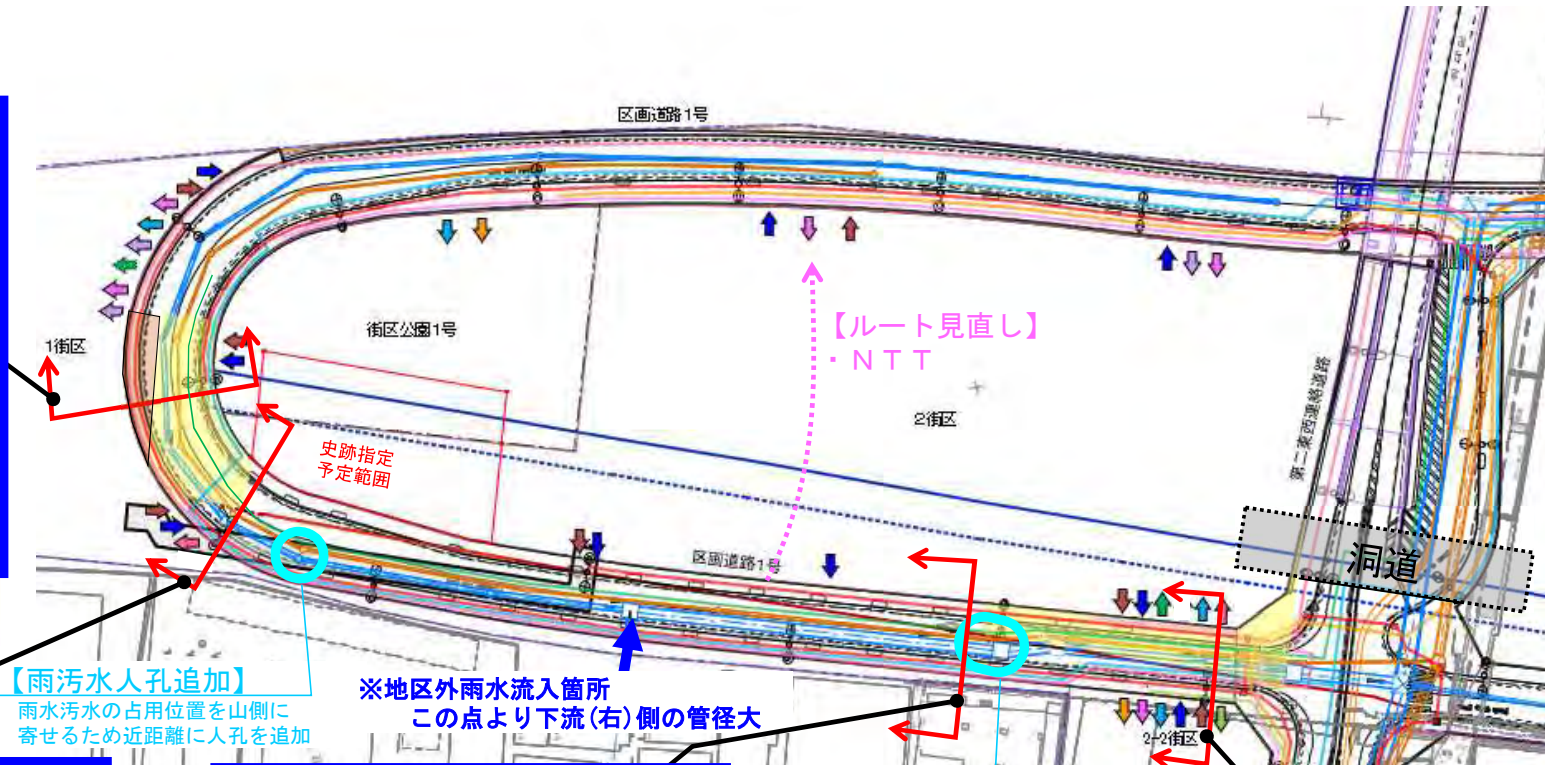 区画道路1号
1街区
街区公園1号
【ルート見直し】
・NTT
2街区
第二東西連絡道路
史跡指定
予定範囲
洞道
区画道路1号
【雨汚水人孔追加】
雨水汚水の占用位置を山側に
寄せるため近距離に人孔を追加
※地区外雨水流入箇所
この点より下流(右)側の管径大
2-2街区